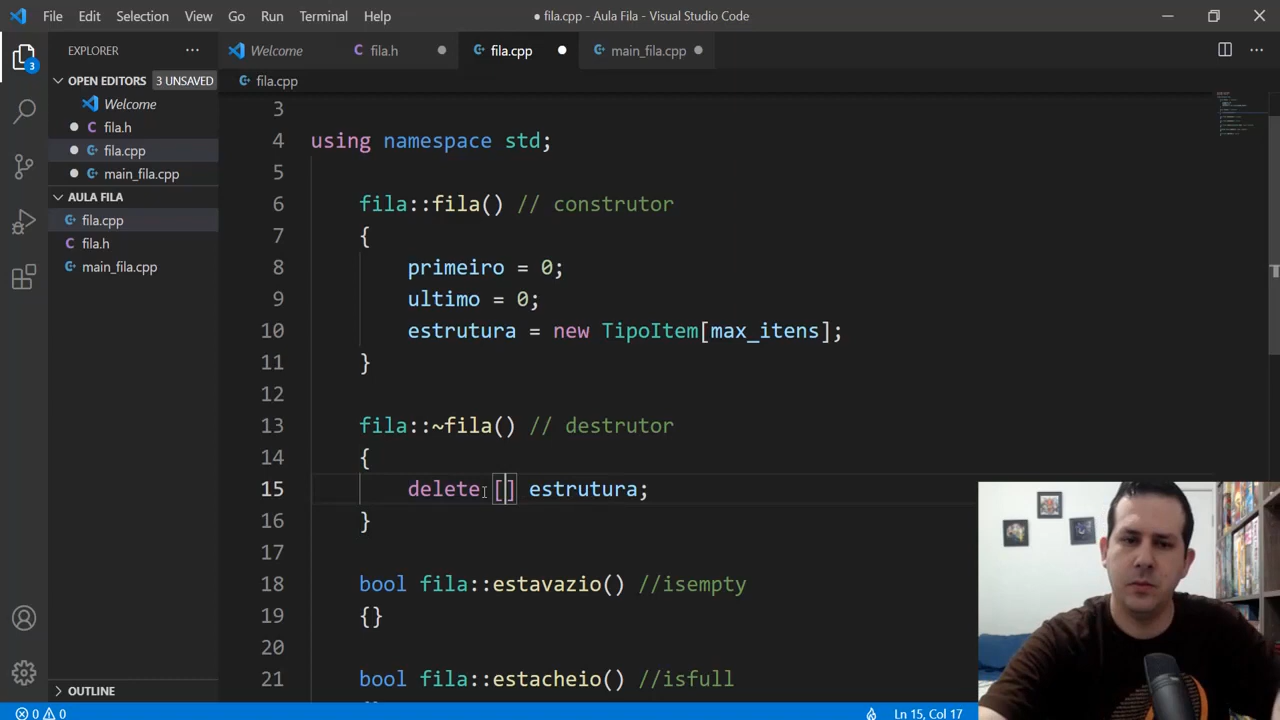 File Edit Selection View Go Run Terminal Help
● fila.cpp - Aula Fila - Visual Studio Code
EXPLORER
Welcome fila.h fila.cpp main_fila.cpp
fila.cpp
OPEN EDITORS 3 UNSAVED
Welcome
fila.h
fila.cpp
main_fila.cpp
AULA FILA
fila.cpp
fila.h
main_fila.cpp
OUTLINE
3
3
4 using namespace std;
5
6 fila::fila() // construtor
7 {
8 primeiro = 0;
9 ultimo = 0;
10 estrutura = new TipoItem[max_itens];
11 }
12
13 fila::~fila() // destrutor
14 {
15 delete [] estrutura;
16 }
17
18 bool fila::estavazio() //isempty
19 {}
20
21 bool fila::estacheio() //isfull
0 0
Ln 15, Col 17